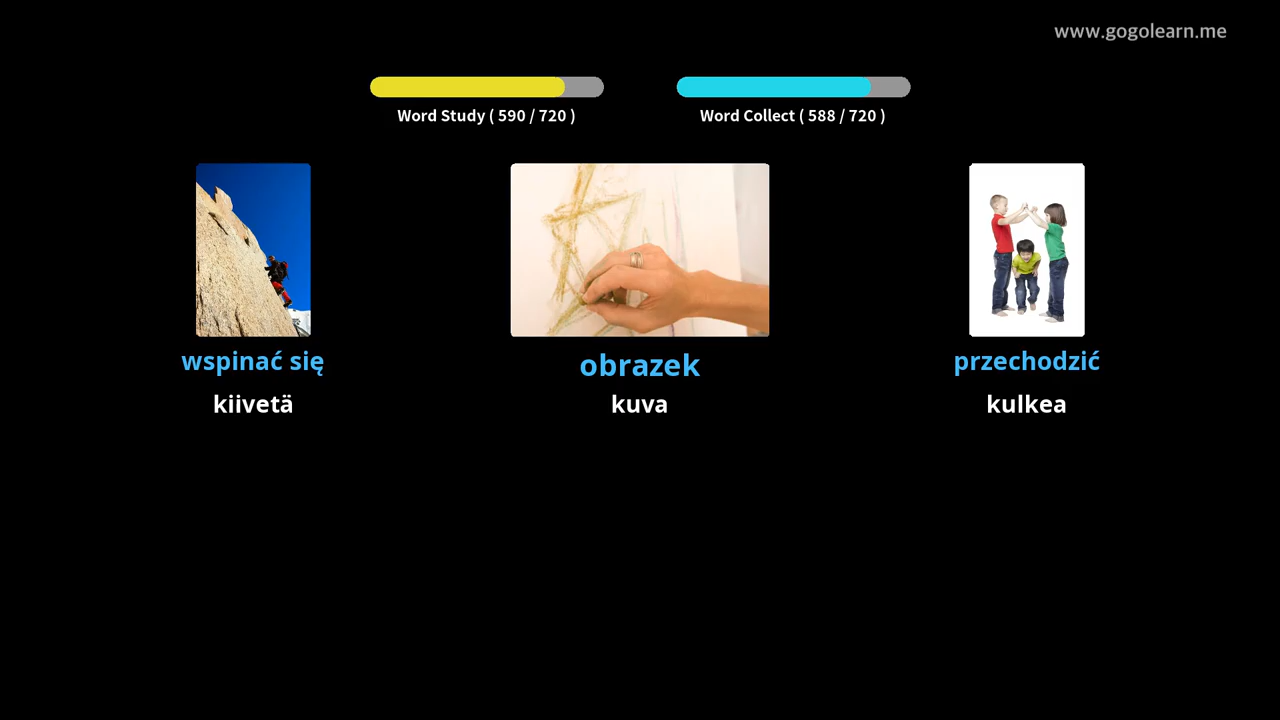 www.gogolearn.me
Word Study ( 590 / 720 )
Word Collect ( 588 / 720 )
wspinać się
obrazek
przechodzić
kiivetä
kuva
kulkea